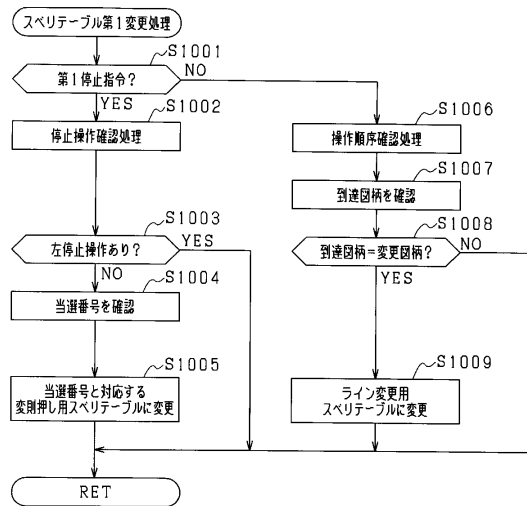 スベリテーブル第1変更処理
S1001
第1停止指令?
NO
YES
S1002
停止操作確認処理
S1003
左停止操作あり?
YES
NO
S1004
当選番号を確認
S1005
当選番号と対応する
変則押し用スベリテーブルに変更
RET
S1006
操作順序確認処理
S1007
到達図柄を確認
S1008
到達図柄=変更図柄?
NO
YES
S1009
ライン変更用
スベリテーブルに変更